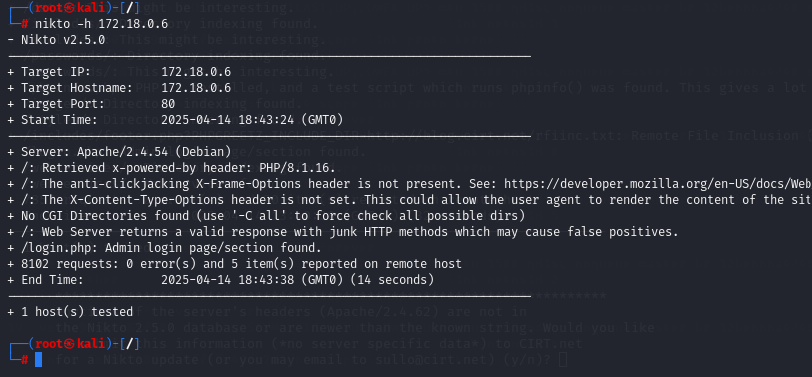 ┌──(root㉿kali)-[/]
└─# nikto -h 172.18.0.6
- Nikto v2.5.0
---------------------------------------------------------------------------
+ Target IP:          172.18.0.6
+ Target Hostname:    172.18.0.6
+ Target Port:        80
+ Start Time:         2025-04-14 18:43:24 (GMT0)
---------------------------------------------------------------------------
+ Server: Apache/2.4.54 (Debian)
+ /: Retrieved x-powered-by header: PHP/8.1.16.
+ /: The anti-clickjacking X-Frame-Options header is not present. See: https://developer.mozilla.org/en-US/docs/Web
+ /: The X-Content-Type-Options header is not set. This could allow the user agent to render the content of the sit
+ No CGI Directories found (use '-C all' to force check all possible dirs)
+ /: Web Server returns a valid response with junk HTTP methods which may cause false positives.
+ /login.php: Admin login page/section found.
+ 8102 requests: 0 error(s) and 5 item(s) reported on remote host
+ End Time:           2025-04-14 18:43:38 (GMT0) (14 seconds)
---------------------------------------------------------------------------
+ 1 host(s) tested
┌──(root㉿kali)-[/]
└─#